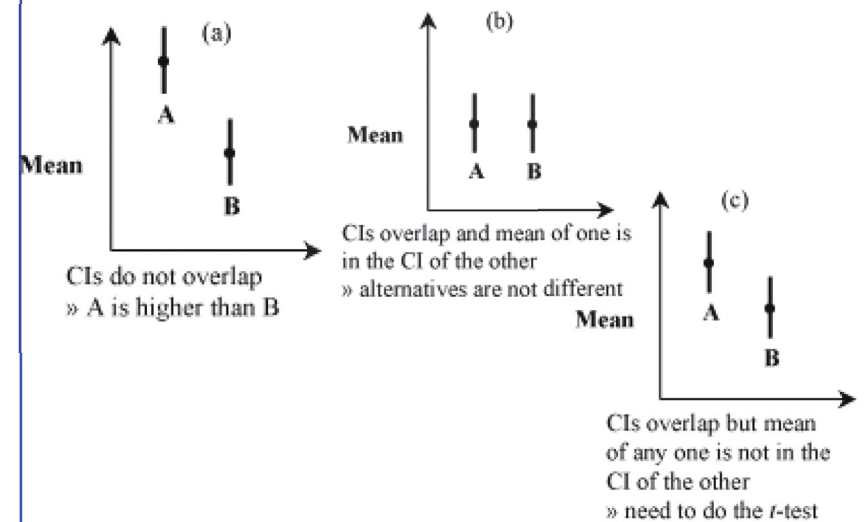 (a)
A
Mean
B
CIs do not overlap
» A is higher than B
(b)
Mean
A B
CIs overlap and mean of one is
in the CI of the other
» alternatives are not different
(c)
Mean
A
B
CIs overlap but mean
of any one is not in the
CI of the other
» need to do the t-test